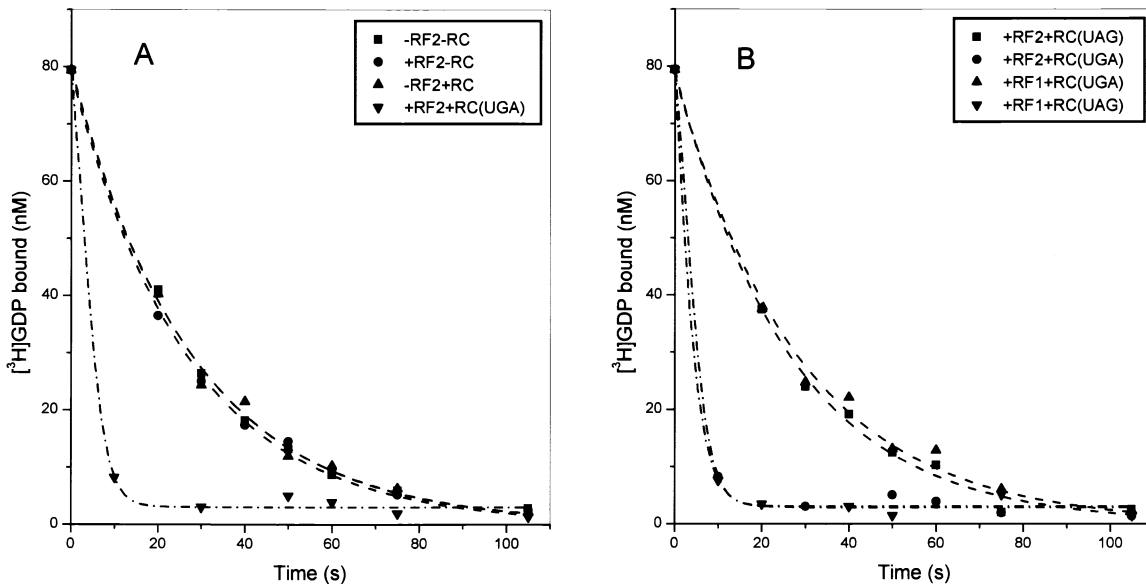 A
-RF2-RC
+RF2-RC
-RF2+RC
+RF2+RC(UGA)
[³H]GDP bound (nM)
80
60
40
20
0
0 20 40 60 80 100
Time (s)
B
+RF2+RC(UAG)
+RF2+RC(UGA)
+RF1+RC(UGA)
+RF1+RC(UAG)
[³H]GDP bound (nM)
80
60
40
20
0
0 20 40 60 80 100
Time (s)